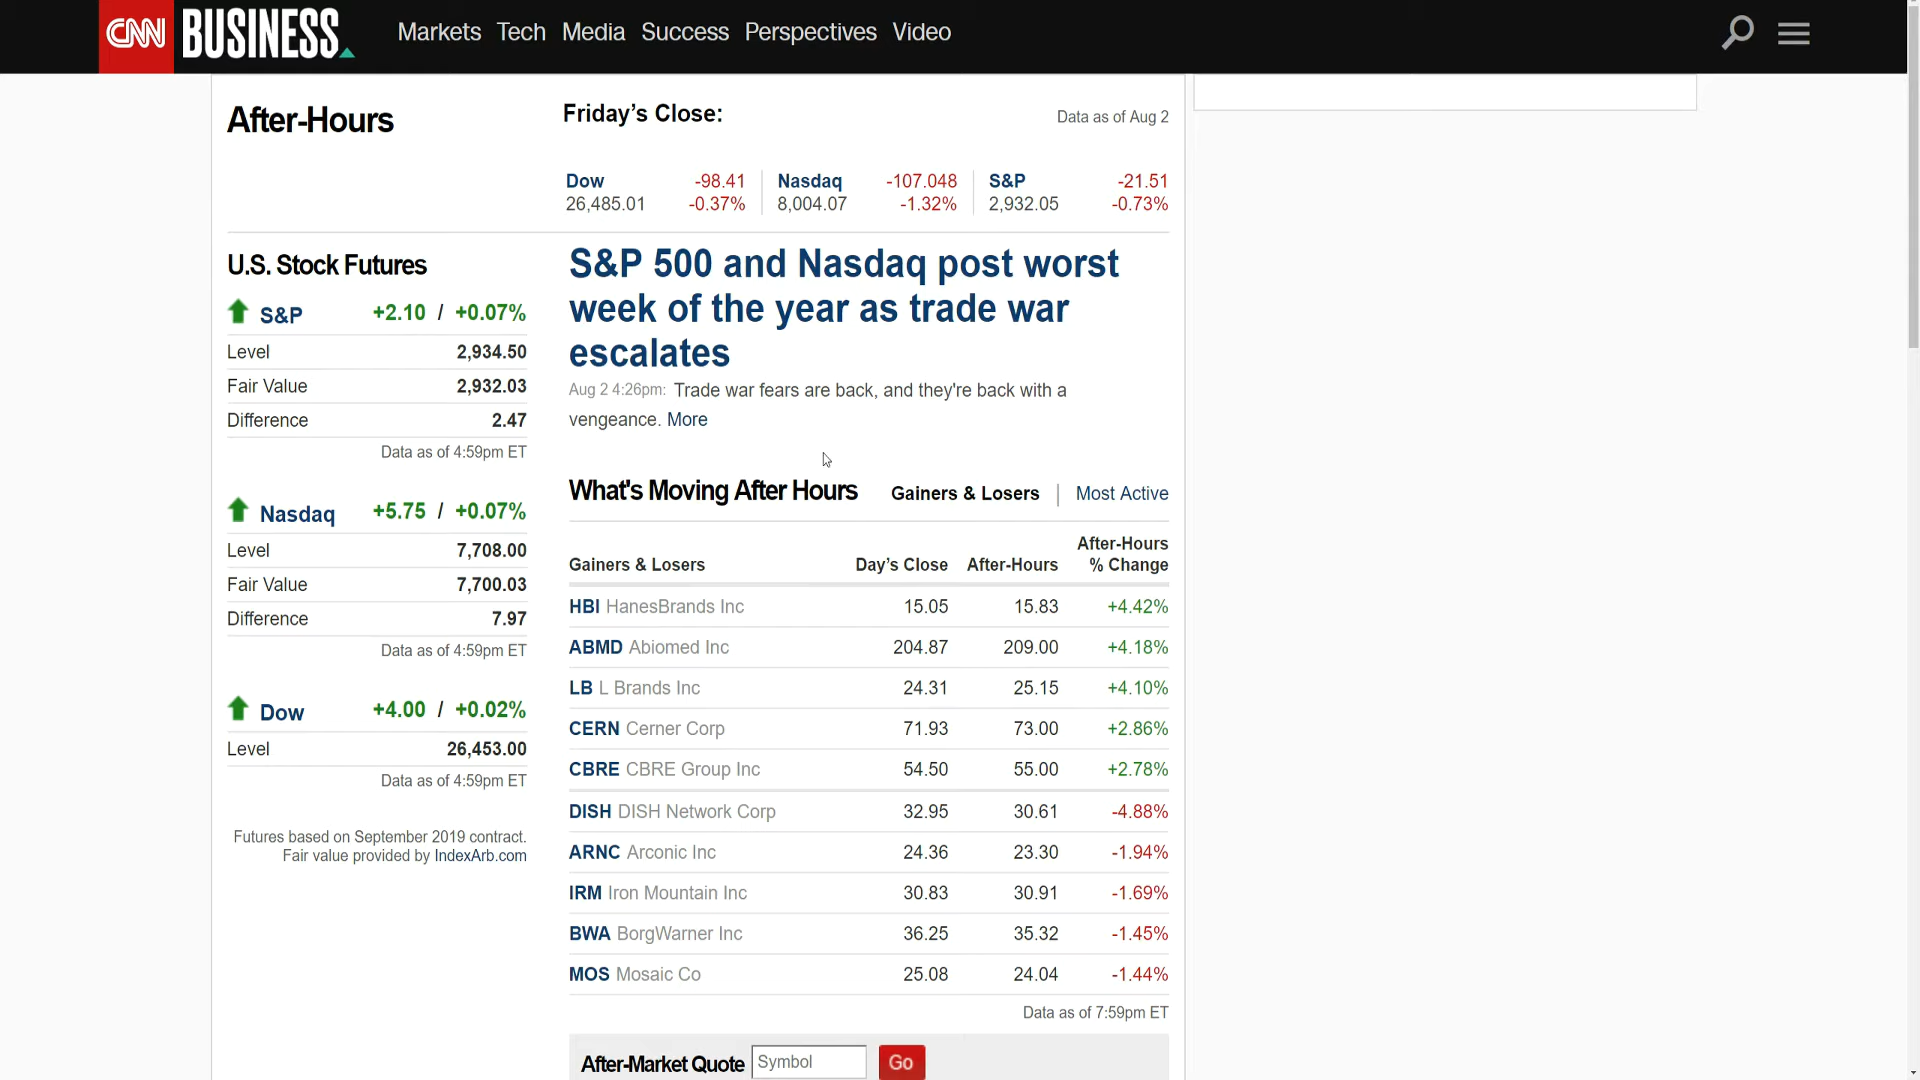 CNN BUSINESS Markets Tech Media Success Perspectives Video
After-Hours
Friday’s Close:
Data as of Aug 2
Dow -98.41 Nasdaq -107.048 S&P -21.51
26,485.01 -0.37% 8,004.07 -1.32% 2,932.05 -0.73%
U.S. Stock Futures
S&P +2.10 / +0.07%
Level 2,934.50
Fair Value 2,932.03
Difference 2.47
Data as of 4:59pm ET
Nasdaq +5.75 / +0.07%
Level 7,708.00
Fair Value 7,700.03
Difference 7.97
Data as of 4:59pm ET
Dow +4.00 / +0.02%
Level 26,453.00
Data as of 4:59pm ET
Futures based on September 2019 contract.
Fair value provided by IndexArb.com
S&P 500 and Nasdaq post worst
week of the year as trade war
escalates
Aug 2 4:26pm: Trade war fears are back, and they're back with a
vengeance. More
What's Moving After Hours Gainers & Losers | Most Active
Gainers & Losers Day’s Close After-Hours After-Hours
% Change
HBI HanesBrands Inc 15.05 15.83 +4.42%
ABMD Abiomed Inc 204.87 209.00 +4.18%
LB L Brands Inc 24.31 25.15 +4.10%
CERN Cerner Corp 71.93 73.00 +2.86%
CBRE CBRE Group Inc 54.50 55.00 +2.78%
DISH DISH Network Corp 32.95 30.61 -4.88%
ARNC Arconic Inc 24.36 23.30 -1.94%
IRM Iron Mountain Inc 30.83 30.91 -1.69%
BWA BorgWarner Inc 36.25 35.32 -1.45%
MOS Mosaic Co 25.08 24.04 -1.44%
Data as of 7:59pm ET
After-Market Quote Symbol Go